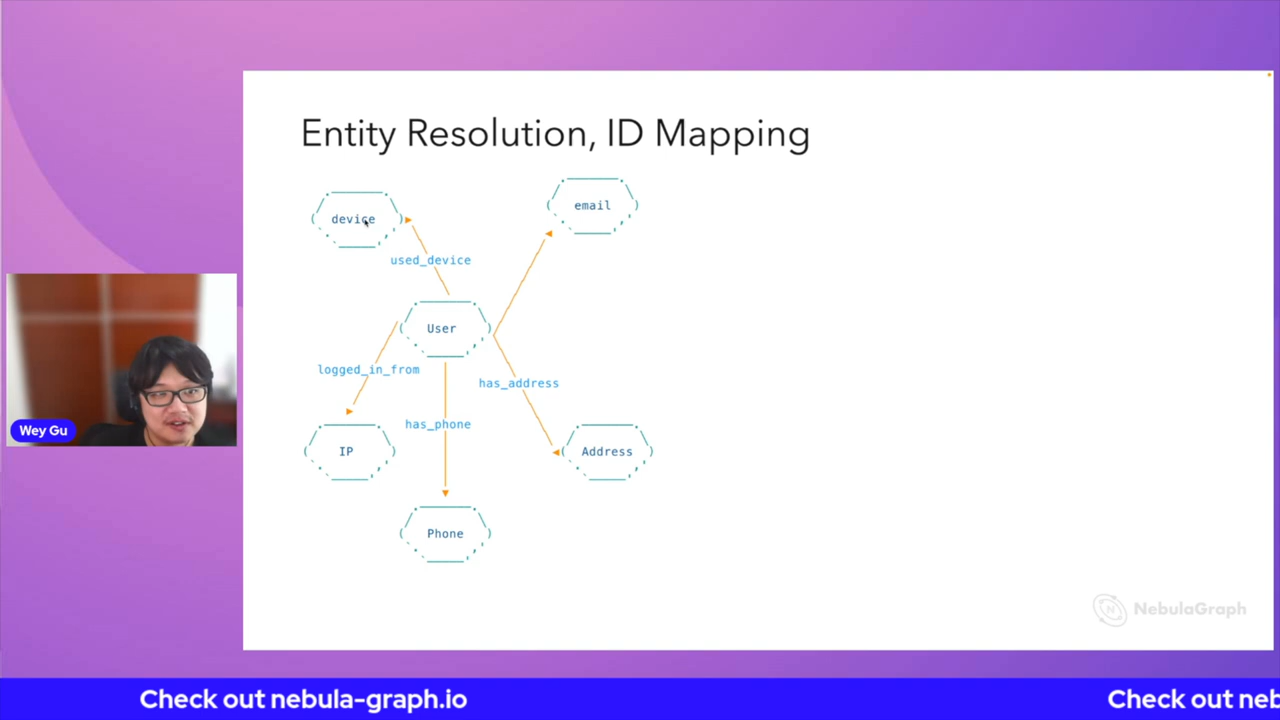 Entity Resolution, ID Mapping
device
email
used_device
User
logged_in_from
has_address
has_phone
IP
Address
Phone
Wey Gu
NebulaGraph
Check out nebula-graph.io
Check out neb